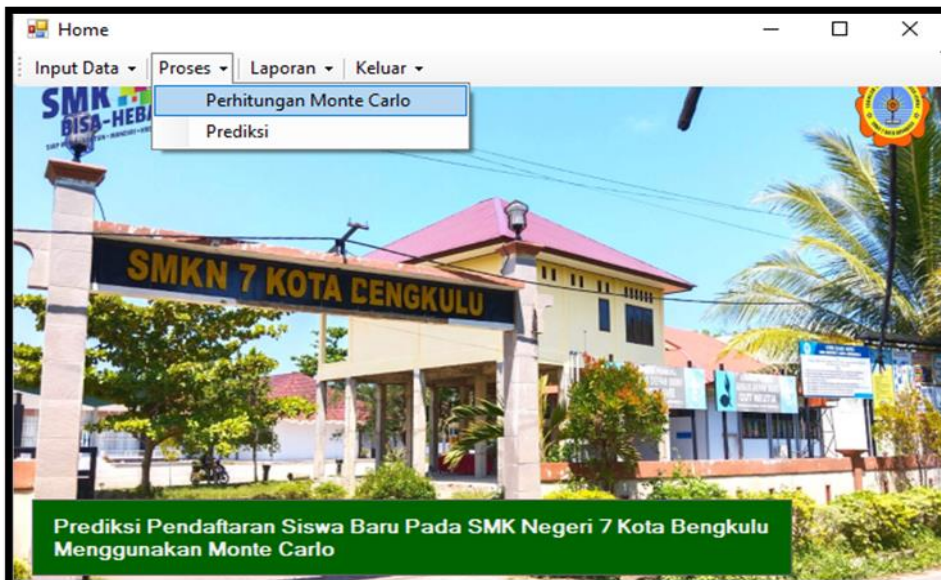 Home
Input Data Proses Laporan Keluar
Perhitungan Monte Carlo
Prediksi
SMK
BISA-HEBA
SMKN 7 KOTA BENGKULU
Prediksi Pendaftaran Siswa Baru Pada SMK Negeri 7 Kota Bengkulu
Menggunakan Monte Carlo